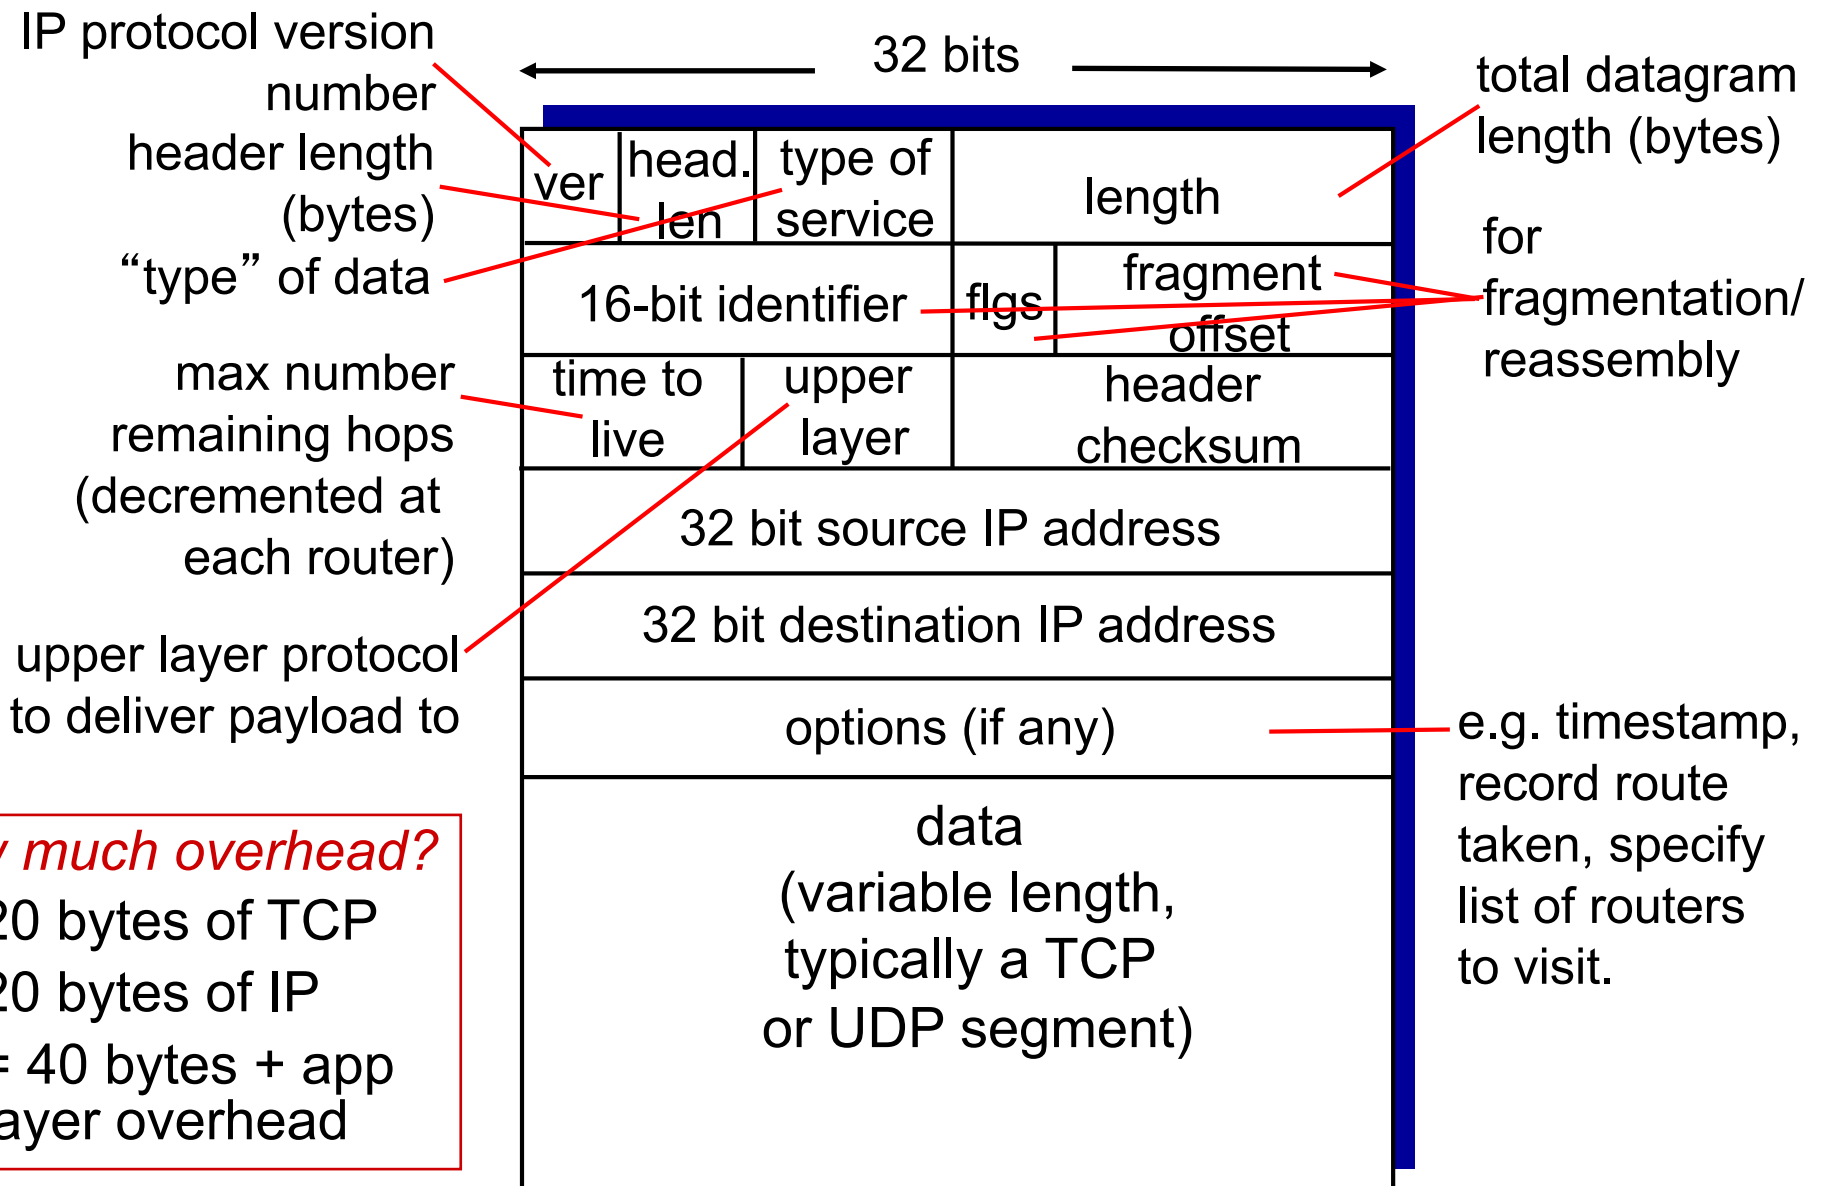 IP protocol version
number
header length
(bytes)
“type” of data
max number
remaining hops
(decremented at
each router)
upper layer protocol
to deliver payload to
much overhead?
20 bytes of TCP
20 bytes of IP
= 40 bytes + app
overhead
32 bits
ver
head.
len
type of
service
length
16-bit identifier
flgs
fragment
offset
time to
live
upper
layer
header
checksum
32 bit source IP address
32 bit destination IP address
options (if any)
data
(variable length,
typically a TCP
or UDP segment)
total datagram
length (bytes)
for
fragmentation/
reassembly
e.g. timestamp,
record route
taken, specify
list of routers
to visit.